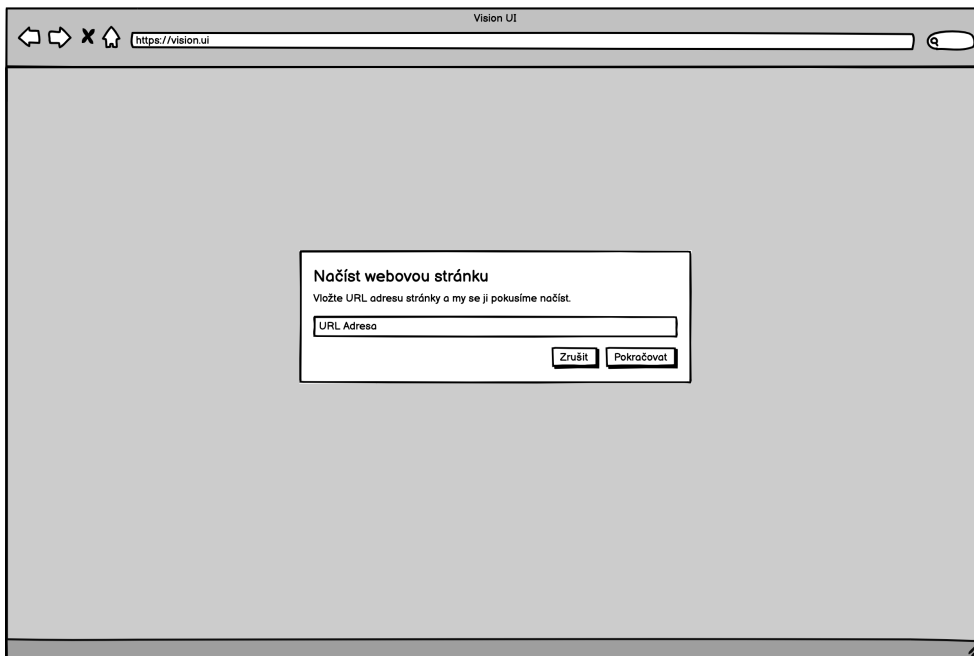 Vision UI
https://vision.ui
Načíst webovou stránku
Vložte URL adresu stránky a my se ji pokusíme načíst.
URL Adresa
Zrušit Pokračovat